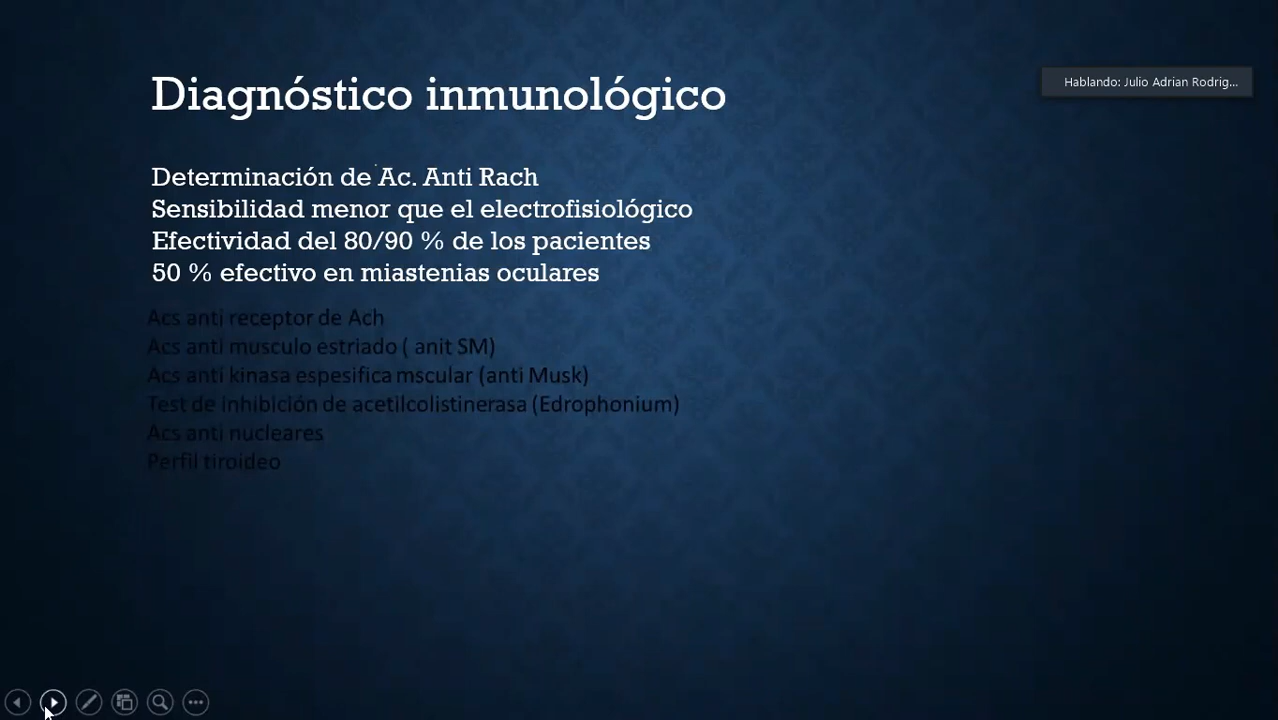 Diagnóstico inmunológico
Hablando: Julio Adrian Rodrig...
Determinación de Ac. Anti Rach
Sensibilidad menor que el electrofisiológico
Efectividad del 80/90 % de los pacientes
50 % efectivo en miastenias oculares
Acs anti receptor de Ach
Acs anti musculo estriado ( anit SM)
Acs anti kinasa espesifica mscular (anti Musk)
Test de inhibición de acetilcolistinerasa (Edrophonium)
Acs anti nucleares
Perfil tiroideo